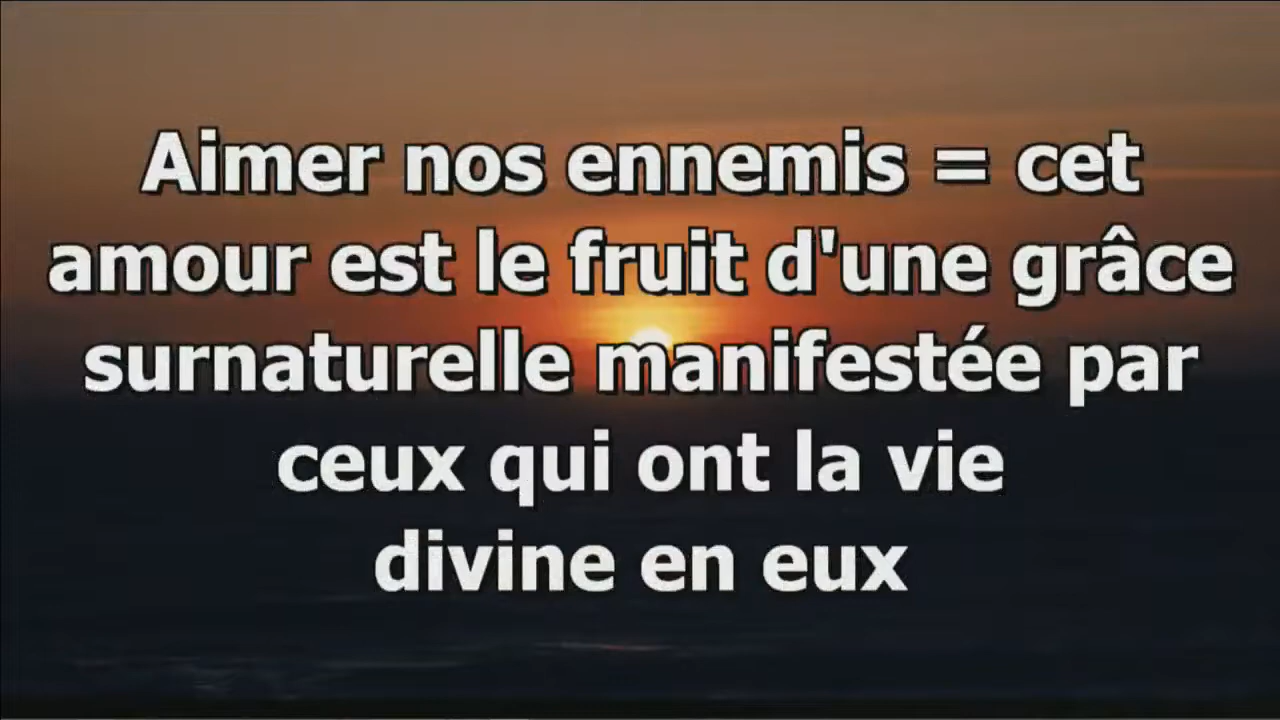 Aimer nos ennemis = cet
amour est le fruit d'une grâce
surnaturelle manifestée par
ceux qui ont la vie
divine en eux